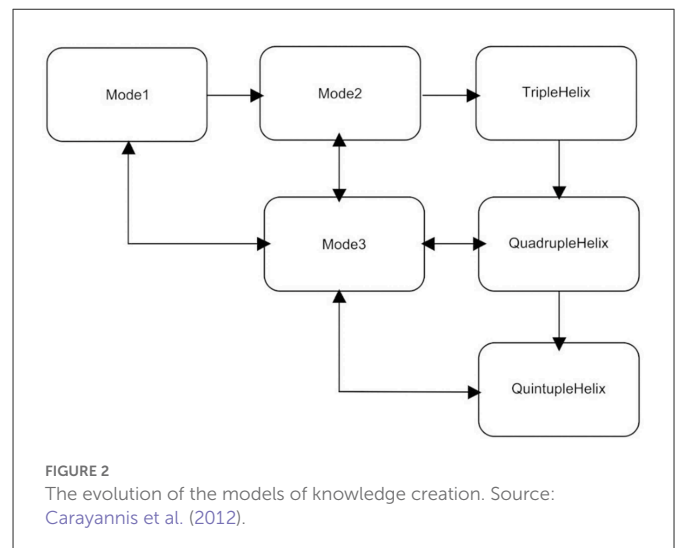 Mode1
Mode2
TripleHelix
Mode3
QuadrupleHelix
QuintupleHelix
FIGURE 2
The evolution of the models of knowledge creation. Source:
Carayannis et al. (2012).